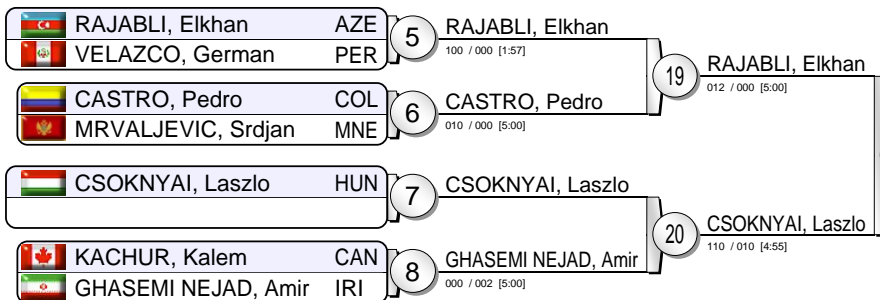 RAJABLI, Elkhan AZE
VELAZCO, German PER
5
RAJABLI, Elkhan
100 / 000 [1:57]
CASTRO, Pedro COL
MRVALJEVIC, Srdjan MNE
6
CASTRO, Pedro
010 / 000 [5:00]
19
RAJABLI, Elkhan
012 / 000 [5:00]
CSOKNYAI, Laszlo HUN
7
CSOKNYAI, Laszlo
KACHUR, Kalem CAN
GHASEMI NEJAD, Amir IRI
8
GHASEMI NEJAD, Amir
000 / 002 [5:00]
20
CSOKNYAI, Laszlo
110 / 010 [4:55]